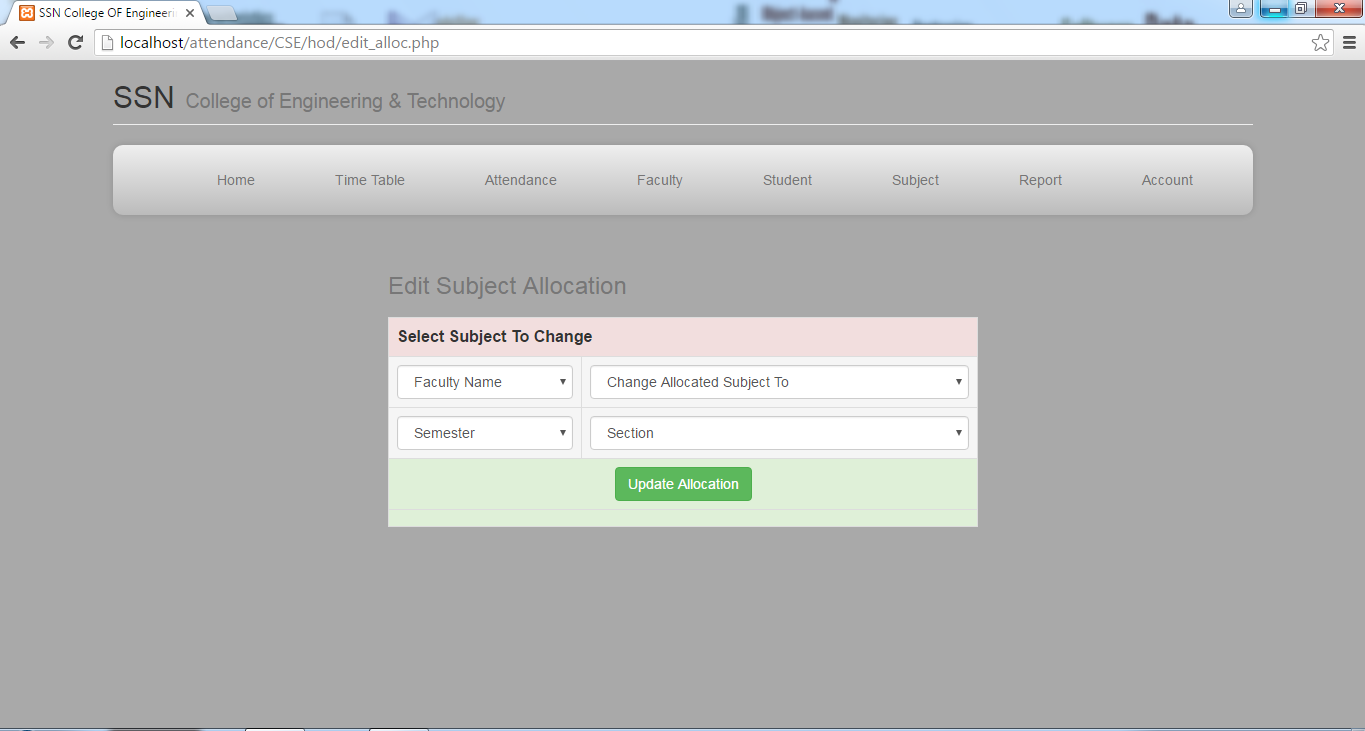 SSN College OF Engineeri
localhost/attendance/CSE/hod/edit_alloc.php
SSN College of Engineering & Technology
Home Time Table Attendance Faculty Student Subject Report Account
Edit Subject Allocation
Select Subject To Change
Faculty Name Change Allocated Subject To
Semester Section
Update Allocation